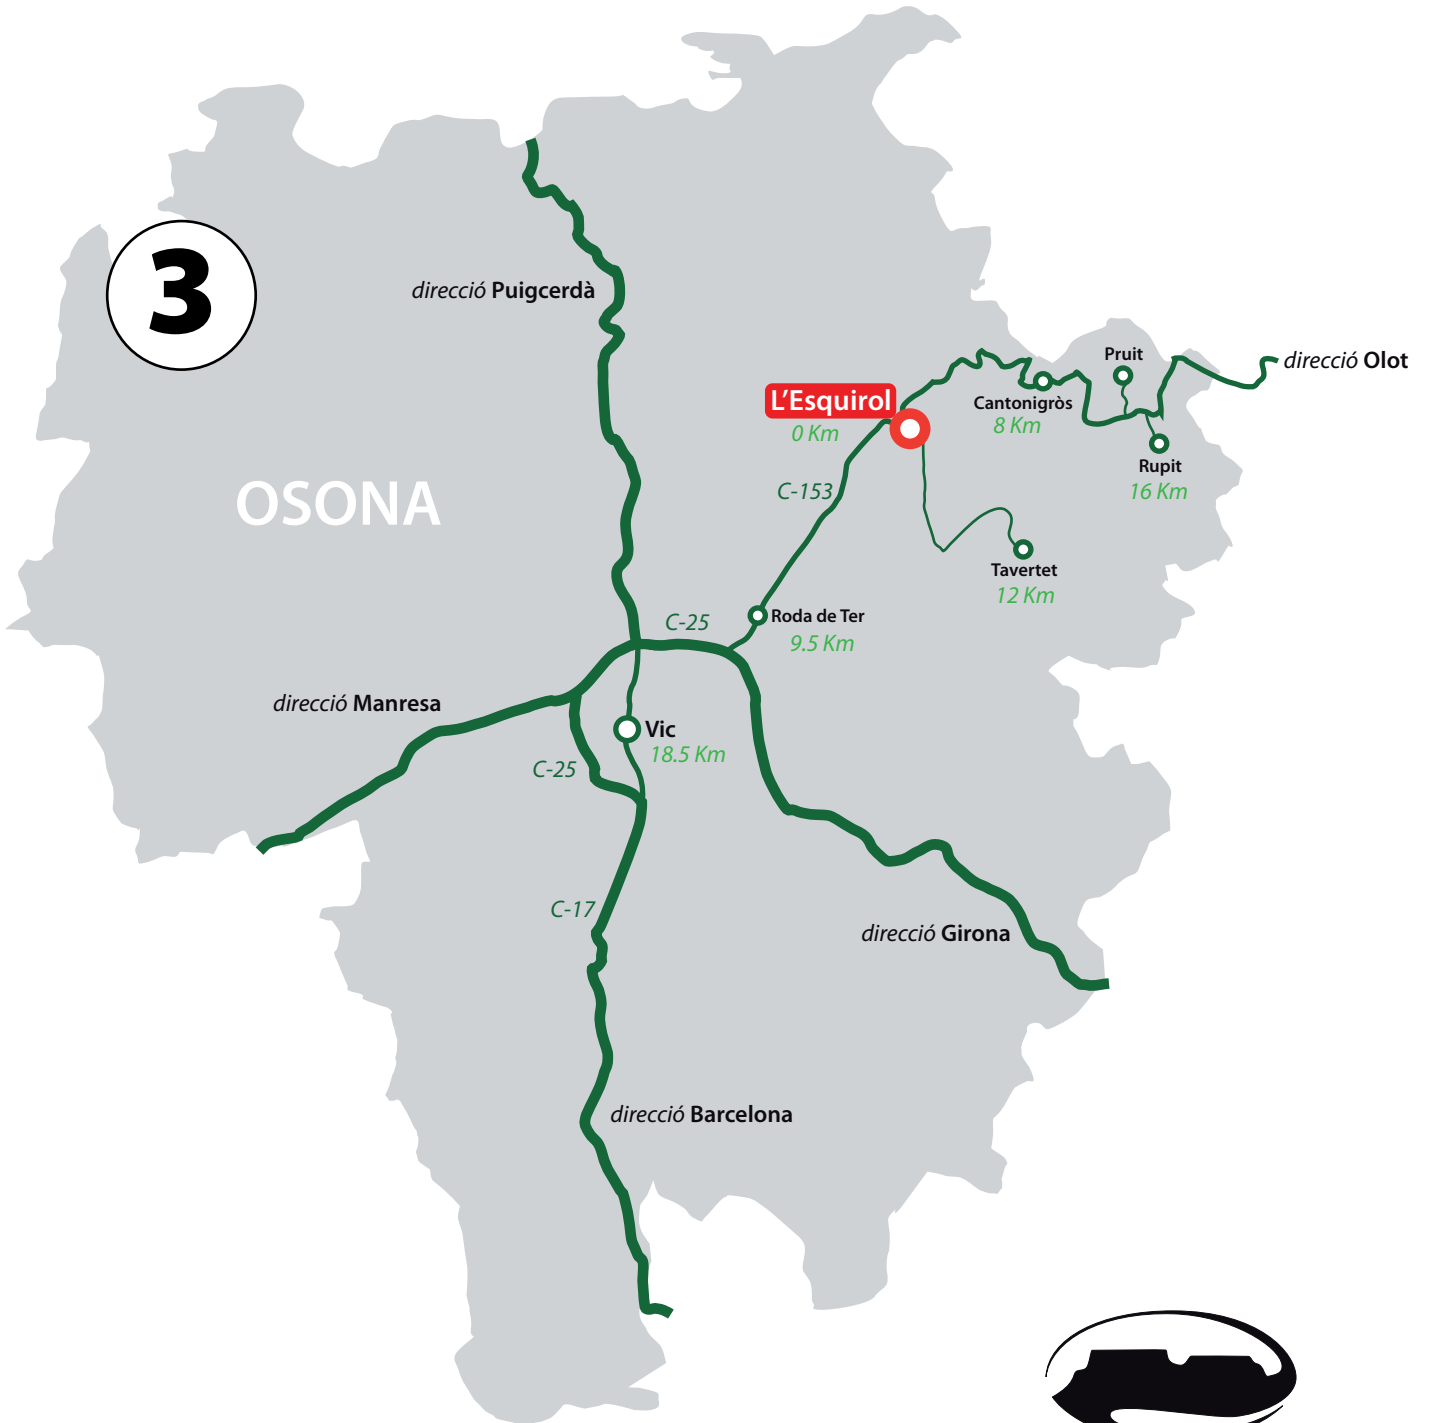 3
direcció Puigcerdà
direcció Olot
Pruit
L'Esquirol
0 Km
Cantonigròs
8 Km
Rupit
16 Km
C-153
OSONA
Tavertet
12 Km
C-25
Roda de Ter
9.5 Km
direcció Manresa
Vic
18.5 Km
C-25
C-17
direcció Girona
direcció Barcelona